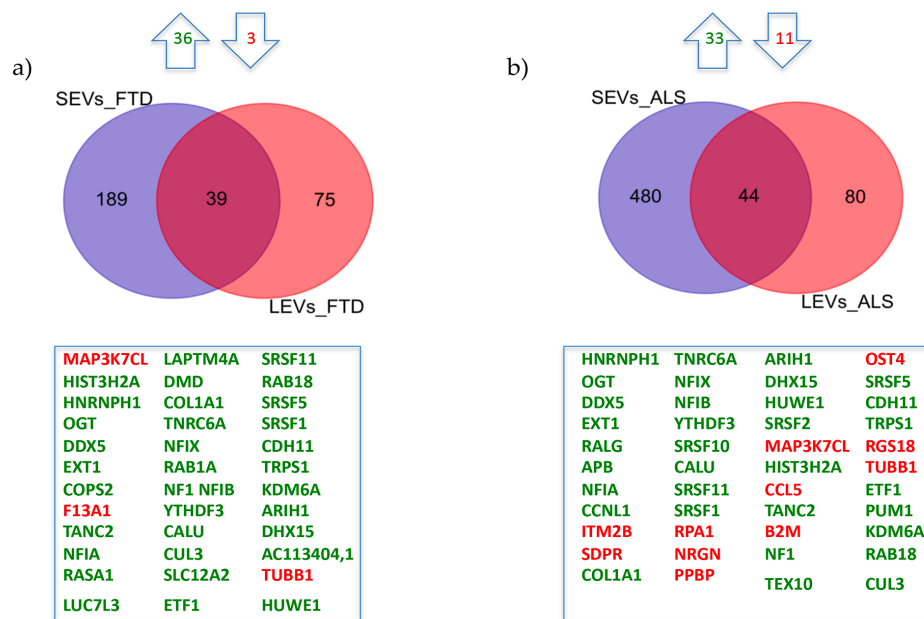 36 3
a)
SEVs_FTD
189 39 75
LEVs_FTD
MAP3K7CL LAPTM4A SRSF11
HIST3H2A DMD RAB18
HNRNPH1 COL1A1 SRSF5
OGT TNRC6A SRSF1
DDX5 NFIX CDH11
EXT1 RAB1A TRPS1
COPS2 NF1 NFIB KDM6A
F13A1 YTHDF3 ARIH1
TANC2 CALU DHX15
NFIA CUL3 AC113404,1
RASA1 SLC12A2 TUBB1
LUC7L3 ETF1 HUWE1
33 11
b)
SEVs_ALS
480 44 80
LEVs_ALS
HNRNPH1 TNRC6A ARIH1 OST4
OGT NFIX DHX15 SRSF5
DDX5 NFIB HUWE1 CDH11
EXT1 YTHDF3 SRSF2 TRPS1
RALG SRSF10 MAP3K7CL RGS18
APB CALU HIST3H2A TUBB1
NFIA SRSF11 CCL5 ETF1
CCNL1 SRSF1 TANC2 PUM1
ITM2B RPA1 B2M KDM6A
SDPR NRGN NF1 RAB18
COL1A1 PPBP TEX10 CUL3